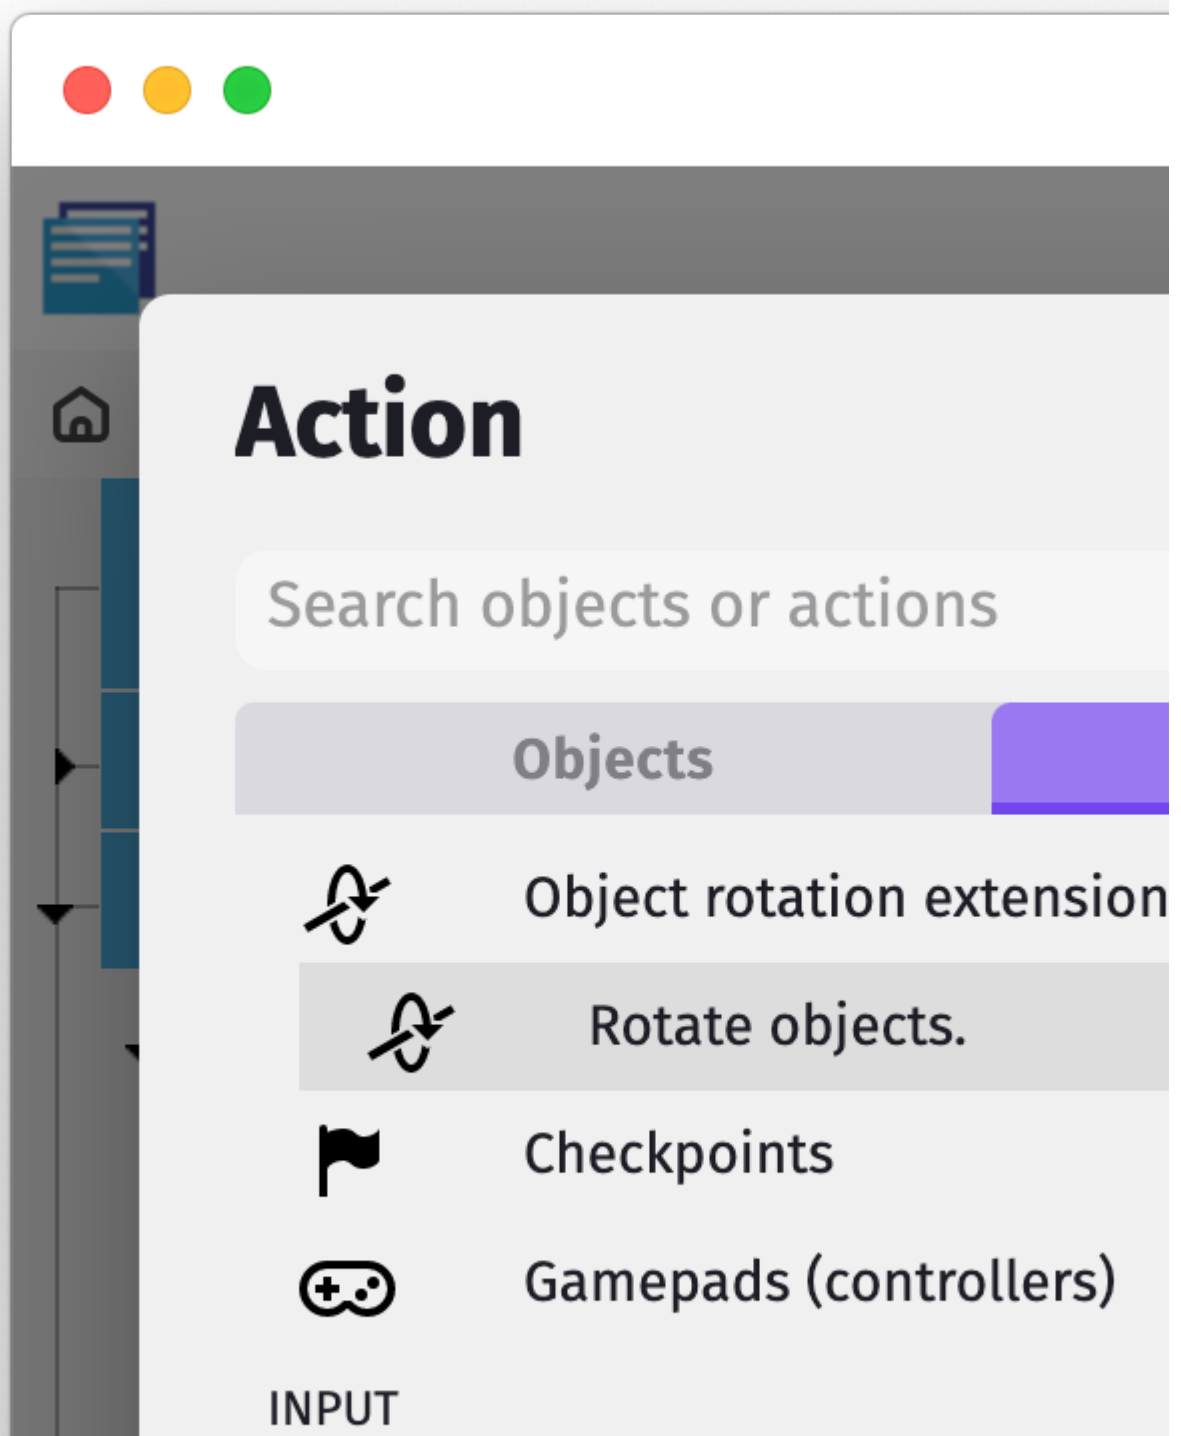 Action
Search objects or actions
Objects
Object rotation extension
Rotate objects.
Checkpoints
Gamepads (controllers)
INPUT